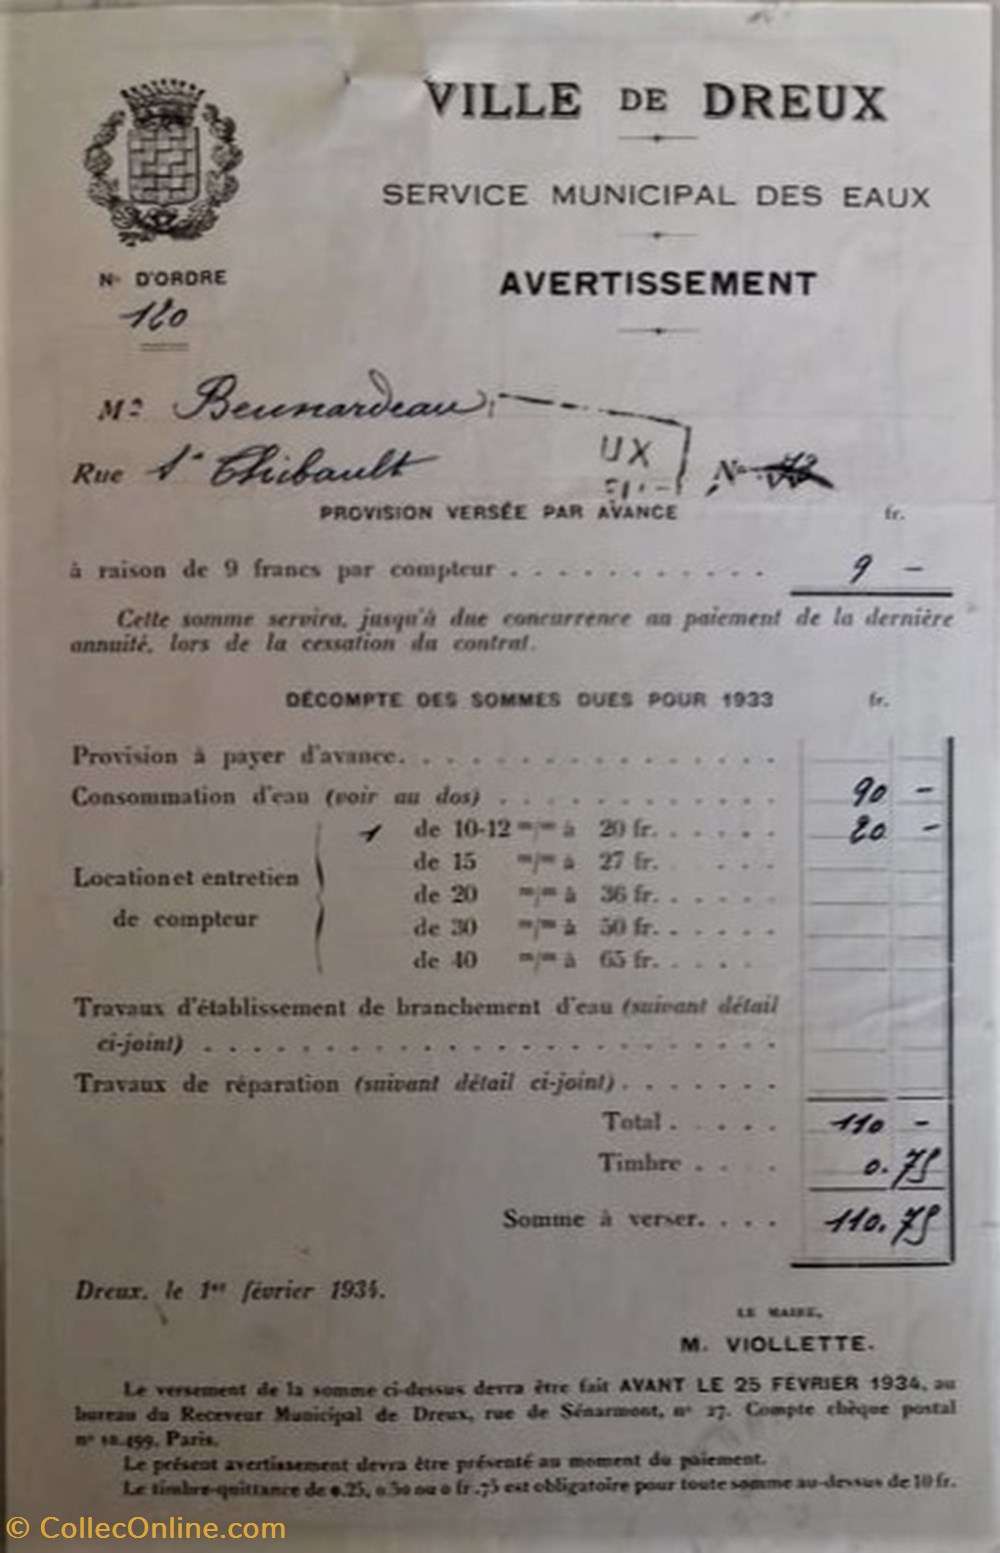 VILLE DE DREUX
SERVICE MUNICIPAL DES EAUX
AVERTISSEMENT
N° D'ORDRE
120
Mr Beunardeau
Rue St Thibault
UX
N°
PROVISION VERSÉE PAR AVANCE fr.
à raison de 9 francs par compteur . . . . . . . . . . . 9 -
Cette somme servira, jusqu'à due concurrence au paiement de la dernière
annuité, lors de la cessation du contrat.
DÉCOMPTE DES SOMMES DUES POUR 1933 fr.
Provision à payer d'avance. . . . . . . . . . . . . . .
Consommation d'eau (voir au dos) . . . . . . . . . . . . 90 -
1 de 10-12 m/m à 20 fr. . . . . . 20 -
de 15 m/m à 27 fr. . . .
Location et entretien
de 20 m/m à 36 fr. . . . . .
de compteur
de 30 m/m à 50 fr. . . . . .
de 40 m/m à 65 fr. . . . .
Travaux d'établissement de branchement d'eau (suivant détail
ci-joint) . . . . . . . . . . . . . . . . . . . . .
Travaux de réparation (suivant détail ci-joint) . . . . . . .
Total . . . . . 110 -
Timbre . . . . 0.75
Somme à verser. . . . 110.75
Dreux, le 1er février 1934.
LE MAIRE,
M. VIOLLETTE.
Le versement de la somme ci-dessus devra être fait AVANT LE 25 FÉVRIER 1934, au
bureau du Receveur Municipal de Dreux, rue de Sénarmont, n° 27. Compte chèque postal
n° 10.499, Paris.
Le présent avertissement devra être présenté au moment du paiement.
Le timbre-quittance de 0.25, 0.50 ou 0 fr.75 est obligatoire pour toute somme au-dessus de 10 fr.
© CollecOnline.com